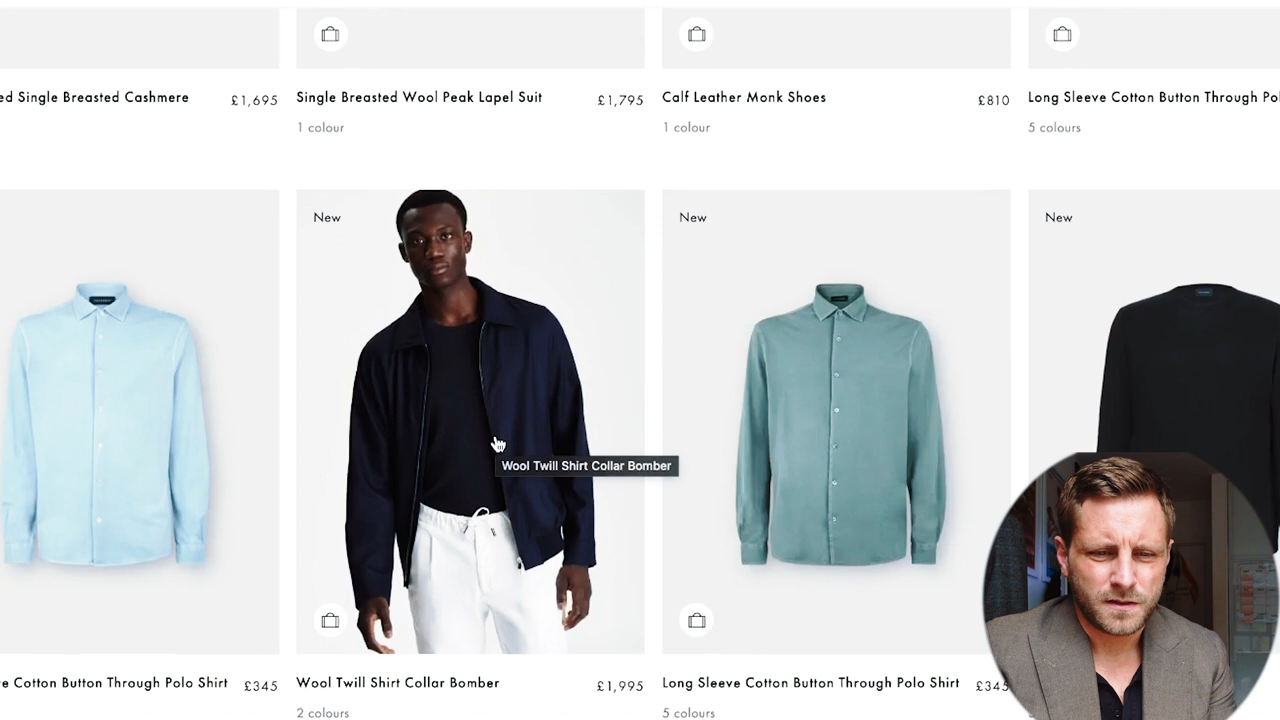 ed Single Breasted Cashmere £1,695
Single Breasted Wool Peak Lapel Suit £1,795
1 colour
Calf Leather Monk Shoes £810
1 colour
Long Sleeve Cotton Button Through Pol
5 colours
New
New
New
Wool Twill Shirt Collar Bomber
e Cotton Button Through Polo Shirt £345
Wool Twill Shirt Collar Bomber £1,995
2 colours
Long Sleeve Cotton Button Through Polo Shirt £345
5 colours